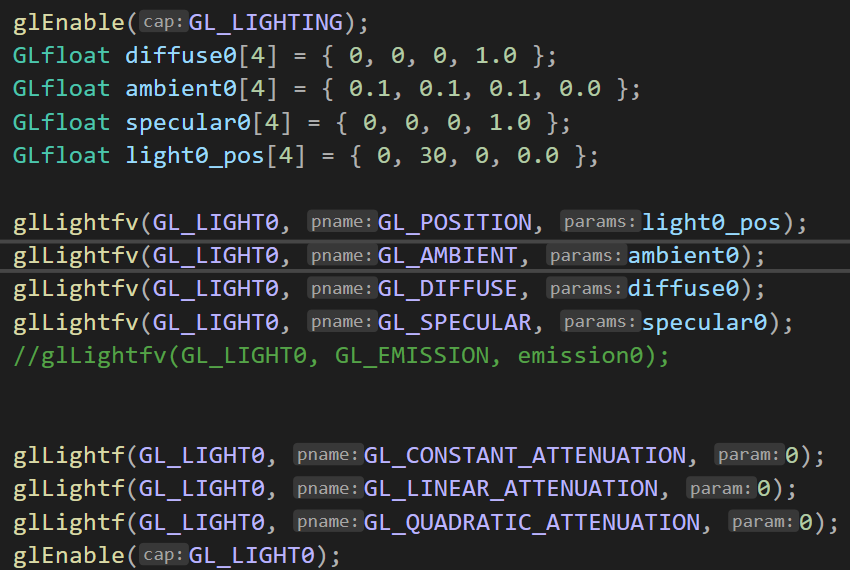 glEnable(cap:GL_LIGHTING);
GLfloat diffuse0[4] = { 0, 0, 0, 1.0 };
GLfloat ambient0[4] = { 0.1, 0.1, 0.1, 0.0 };
GLfloat specular0[4] = { 0, 0, 0, 1.0 };
GLfloat light0_pos[4] = { 0, 30, 0, 0.0 };
glLightfv(GL_LIGHT0, pname:GL_POSITION, params:light0_pos);
glLightfv(GL_LIGHT0, pname:GL_AMBIENT, params:ambient0);
glLightfv(GL_LIGHT0, pname:GL_DIFFUSE, params:diffuse0);
glLightfv(GL_LIGHT0, pname:GL_SPECULAR, params:specular0);
//glLightfv(GL_LIGHT0, GL_EMISSION, emission0);
glLightf(GL_LIGHT0, pname:GL_CONSTANT_ATTENUATION, param:0);
glLightf(GL_LIGHT0, pname:GL_LINEAR_ATTENUATION, param:0);
glLightf(GL_LIGHT0, pname:GL_QUADRATIC_ATTENUATION, param:0);
glEnable(cap:GL_LIGHT0);